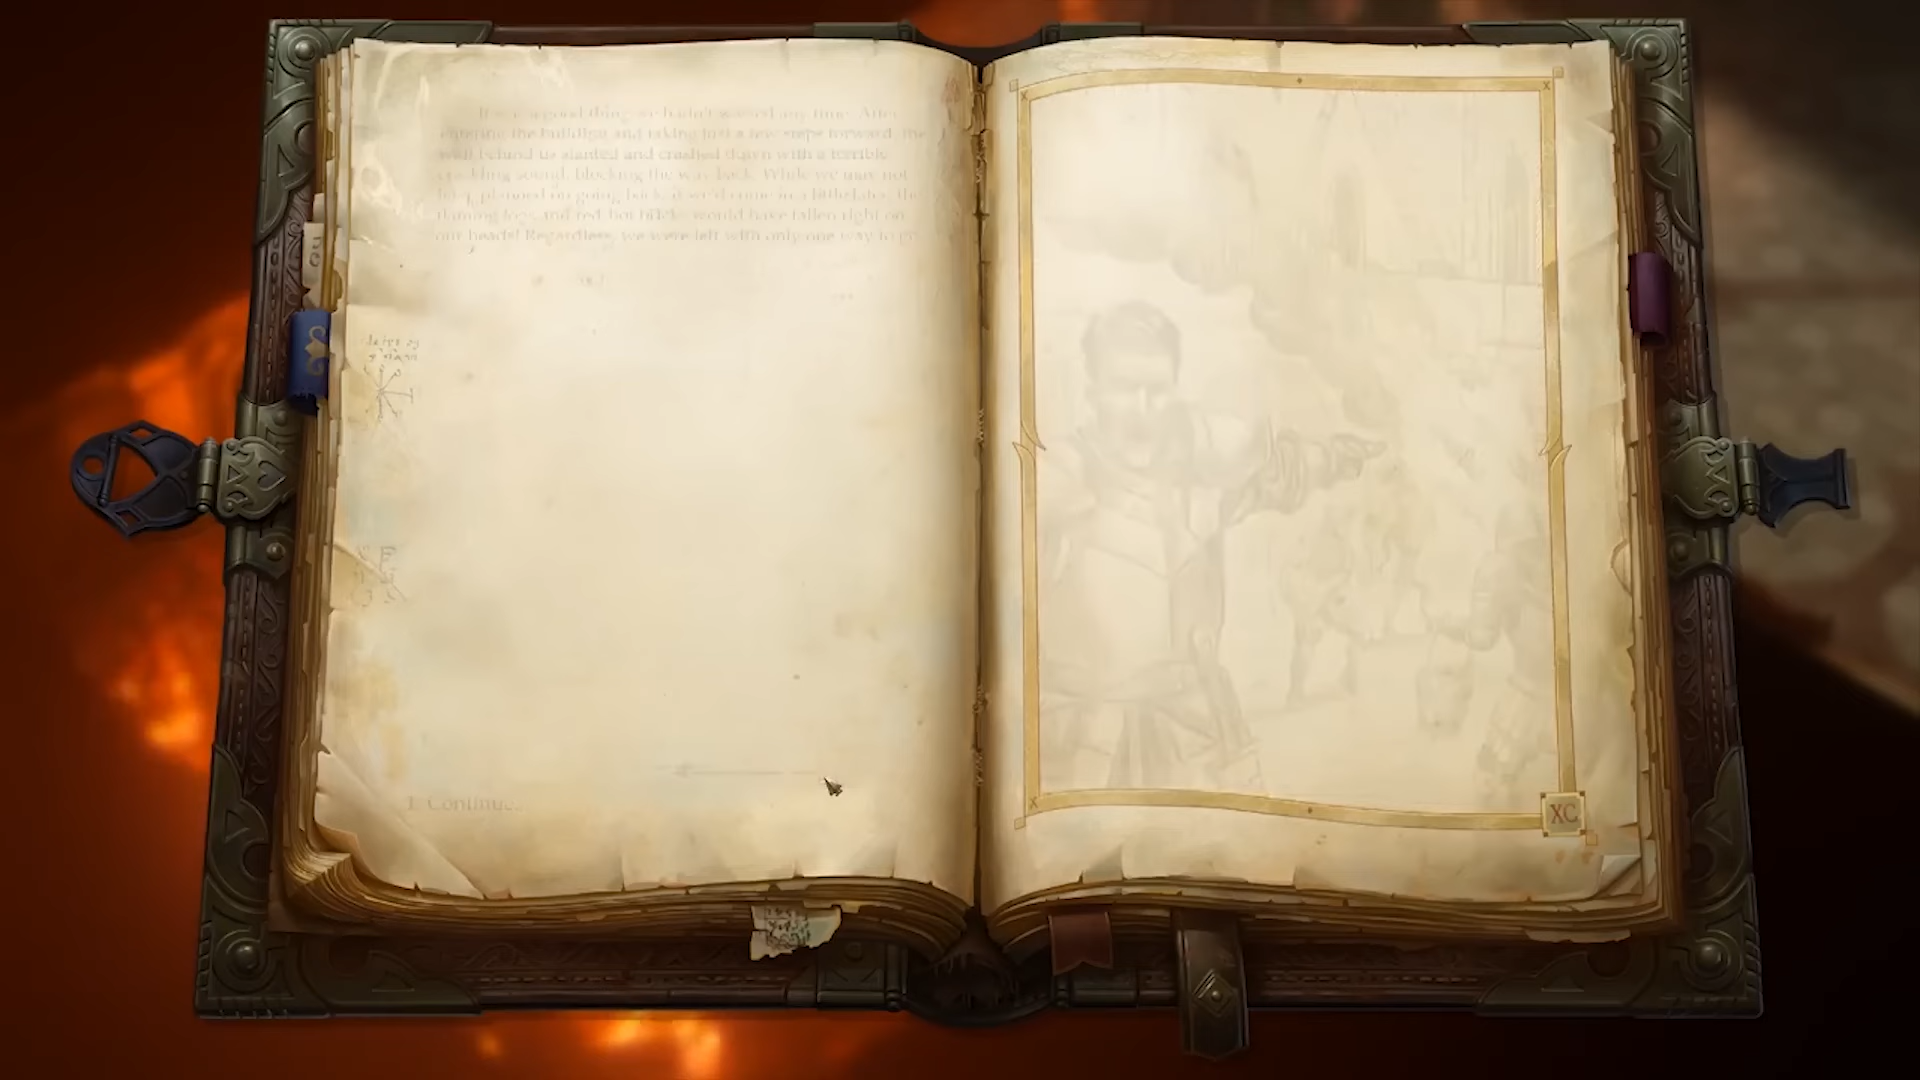 It was a good thing we hadn't wasted any time. After
entering the building and taking just a few steps forward, the
wall behind us slanted and crashed down with a terrible
crackling sound, blocking the way back. While we may not
have planned on going back, if we'd come in a little later, the
flaming logs and red-hot bricks would have fallen right on
our heads! Regardless, we were left with only one way to go
1. Continue.
XC